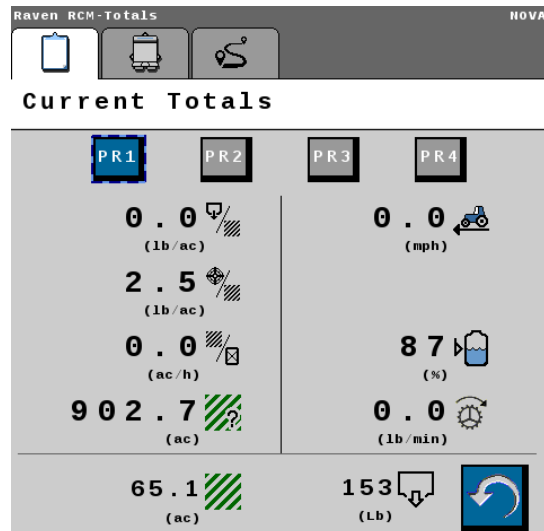 Raven RCM-Totals NOVA
Current Totals
PR1 PR2 PR3 PR4
0.0 0.0
(lb/ac) (mph)
2.5
(lb/ac)
0.0 87
(ac/h) (%)
902.7 ? 0.0
(ac) (lb/min)
65.1 153
(ac) (Lb)